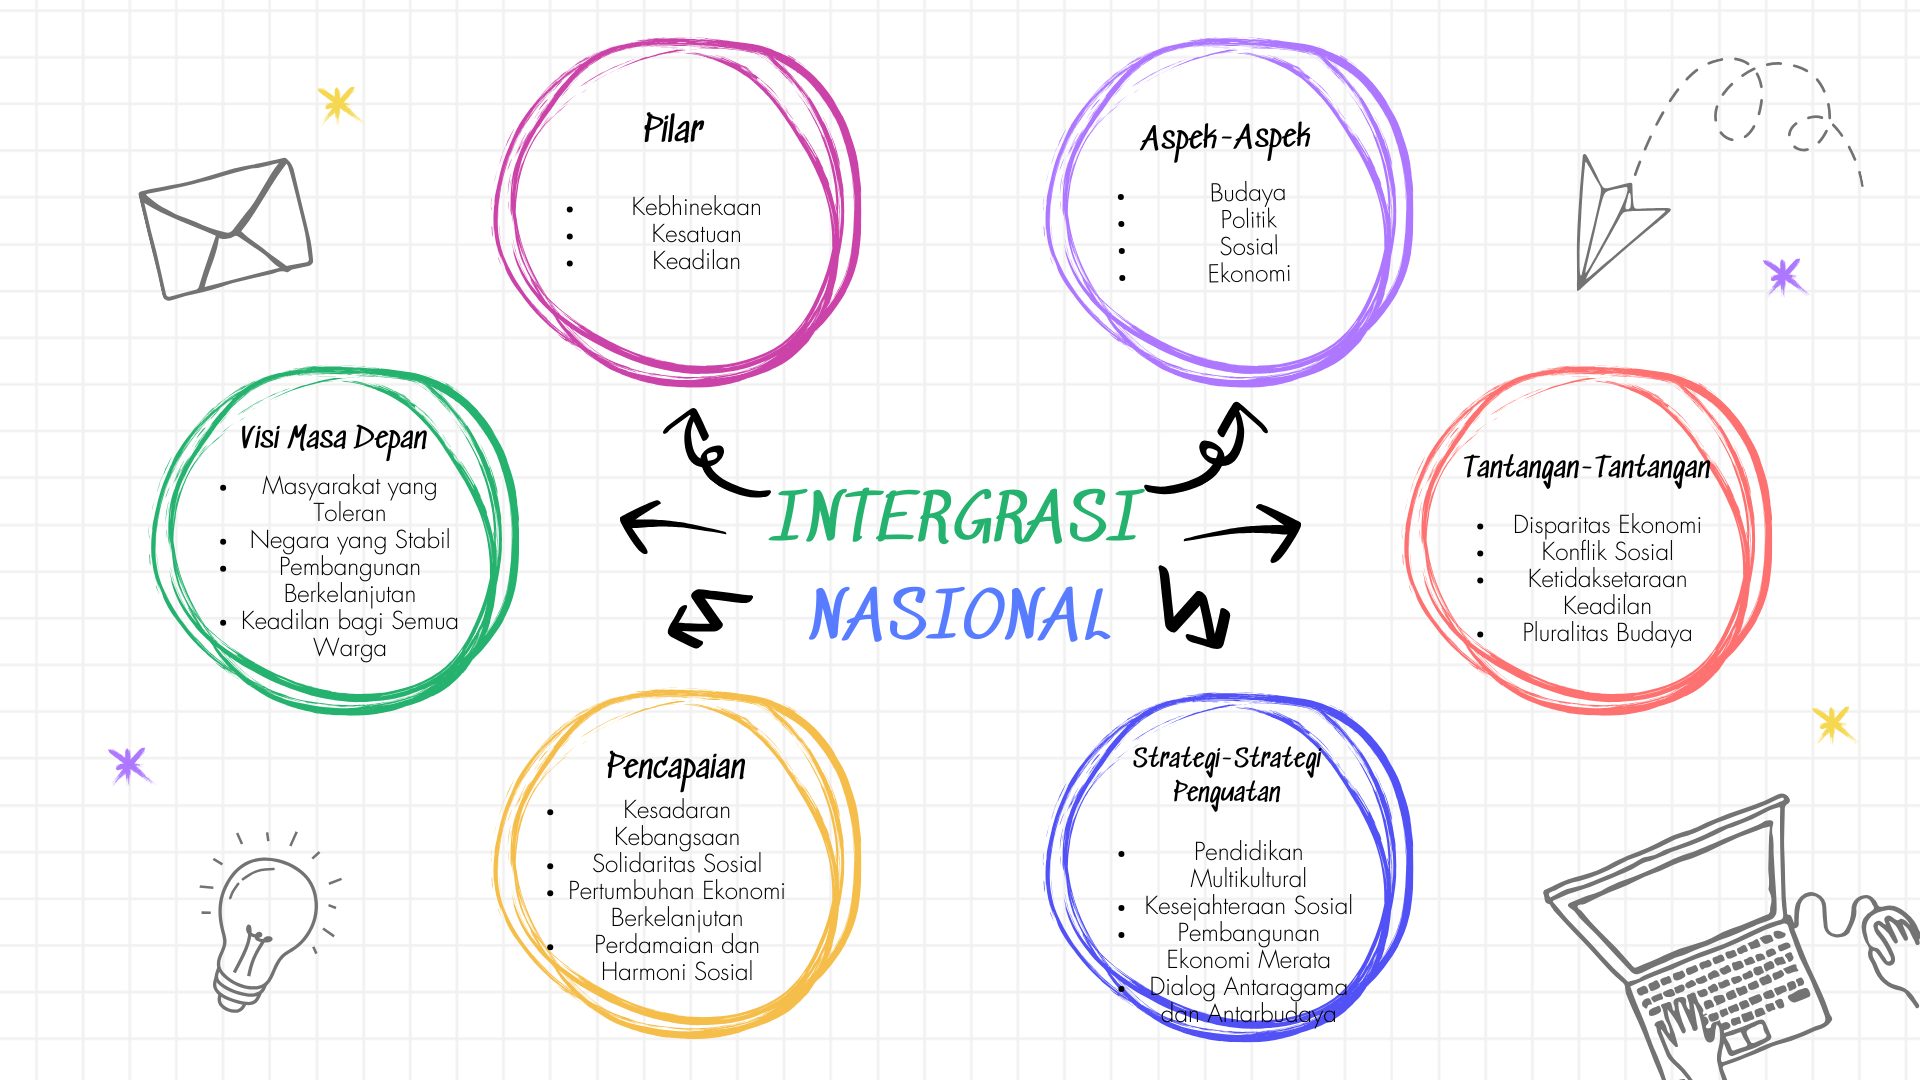 Pilar
• Kebhinekaan
• Kesatuan
• Keadilan
Aspek-Aspek
• Budaya
• Politik
• Sosial
• Ekonomi
Visi Masa Depan
• Masyarakat yang
Toleran
• Negara yang Stabil
• Pembangunan
Berkelanjutan
• Keadilan bagi Semua
Warga
INTERGRASI
NASIONAL
Tantangan-Tantangan
• Disparitas Ekonomi
• Konflik Sosial
• Ketidaksetaraan
Keadilan
• Pluralitas Budaya
Pencapaian
• Kesadaran
Kebangsaan
• Solidaritas Sosial
• Pertumbuhan Ekonomi
Berkelanjutan
• Perdamaian dan
Harmoni Sosial
Strategi-Strategi
Penguatan
• Pendidikan
Multikultural
• Kesejahteraan Sosial
• Pembangunan
Ekonomi Merata
• Dialog Antaragama
dan Antarbudaya